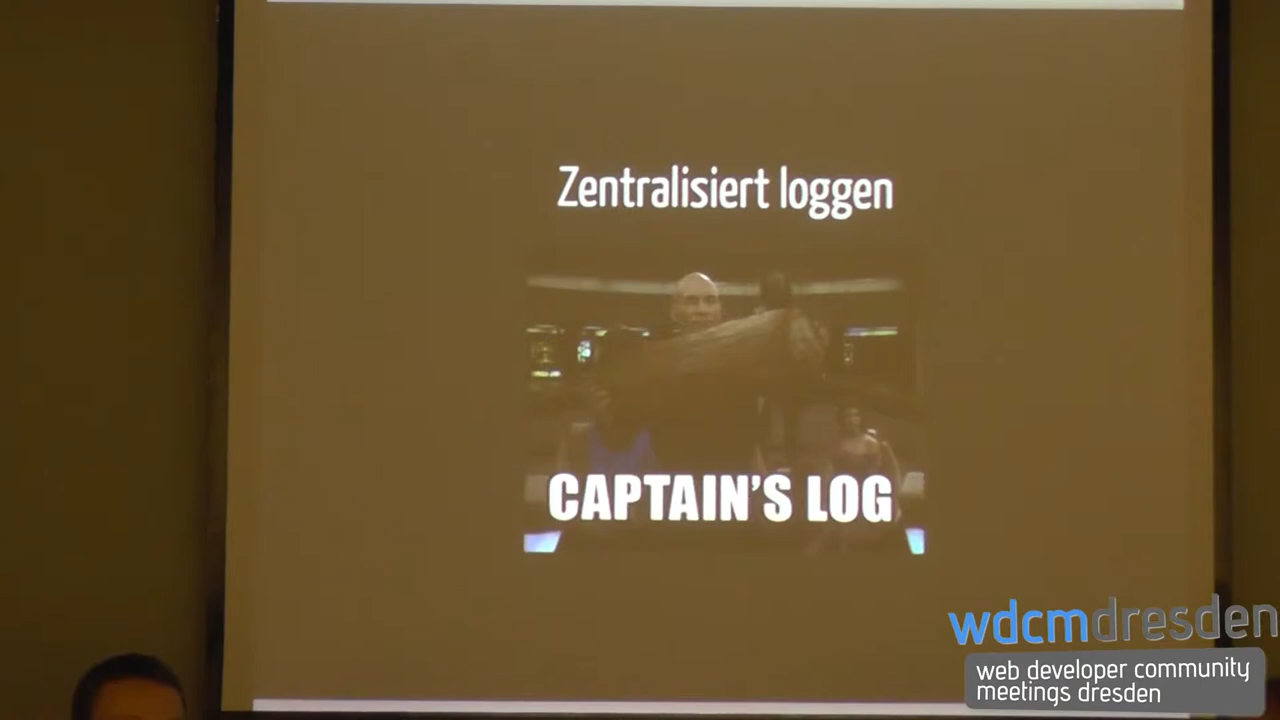 Zentralisiert loggen
CAPTAIN'S LOG
wdcmdresden
web developer community
meetings dresden